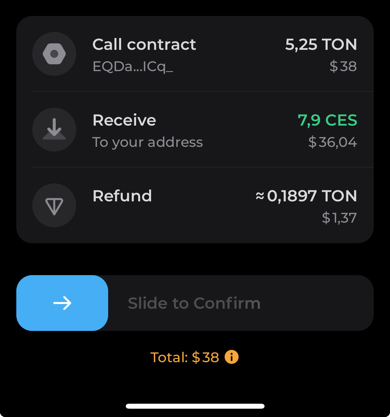 Call contract
5,25 TON
EQDa...ICq_
$38
Receive
7,9 CES
To your address
$36,04
Refund
≈0,1897 TON
$1,37
Slide to Confirm
Total: $38